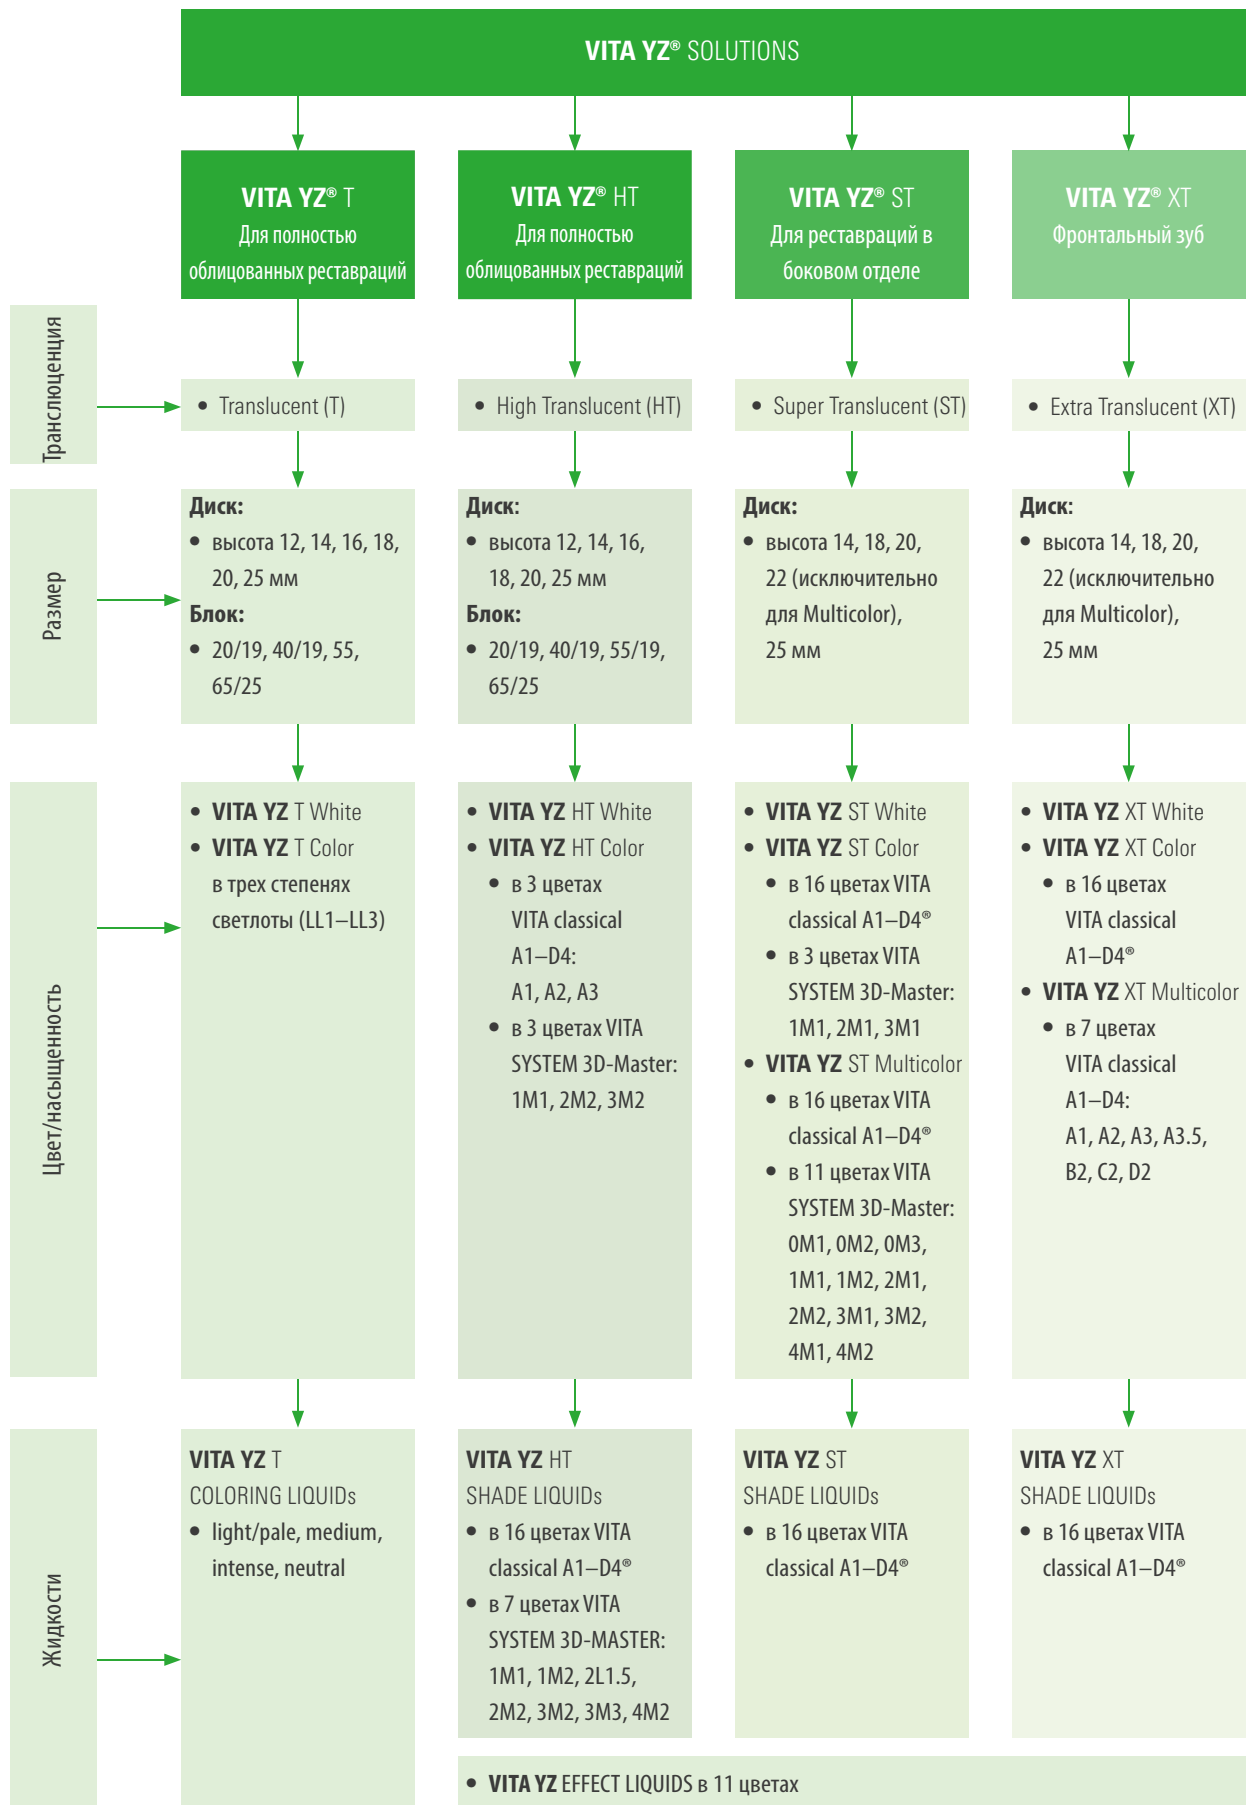 VITA YZ® SOLUTIONS
VITA YZ® T
Для полностью
облицованных реставраций
VITA YZ® HT
Для полностью
облицованных реставраций
VITA YZ® ST
Для реставраций в
боковом отделе
VITA YZ® XT
Фронтальный зуб
Транслюценция
• Translucent (T)
• High Translucent (HT)
• Super Translucent (ST)
• Extra Translucent (XT)
Размер
Диск:
• высота 12, 14, 16, 18,
20, 25 мм
Блок:
• 20/19, 40/19, 55,
65/25
Диск:
• высота 12, 14, 16,
18, 20, 25 мм
Блок:
• 20/19, 40/19, 55/19,
65/25
Диск:
• высота 14, 18, 20,
22 (исключительно
для Multicolor),
25 мм
Диск:
• высота 14, 18, 20,
22 (исключительно
для Multicolor),
25 мм
Цвет/насыщенность
• VITA YZ T White
• VITA YZ T Color
в трех степенях
светлоты (LL1–LL3)
• VITA YZ HT White
• VITA YZ HT Color
• в 3 цветах
VITA classical
A1–D4:
A1, A2, A3
• в 3 цветах VITA
SYSTEM 3D-Master:
1M1, 2M2, 3M2
• VITA YZ ST White
• VITA YZ ST Color
• в 16 цветах VITA
classical A1–D4®
• в 3 цветах VITA
SYSTEM 3D-Master:
1M1, 2M1, 3M1
• VITA YZ ST Multicolor
• в 16 цветах VITA
classical A1–D4®
• в 11 цветах VITA
SYSTEM 3D-Master:
0M1, 0M2, 0M3,
1M1, 1M2, 2M1,
2M2, 3M1, 3M2,
4M1, 4M2
• VITA YZ XT White
• VITA YZ XT Color
• в 16 цветах
VITA classical
A1–D4®
• VITA YZ XT Multicolor
• в 7 цветах
VITA classical
A1–D4:
A1, A2, A3, A3.5,
B2, C2, D2
Жидкости
VITA YZ T
COLORING LIQUIDs
• light/pale, medium,
intense, neutral
VITA YZ HT
SHADE LIQUIDs
• в 16 цветах VITA
classical A1–D4®
• в 7 цветах VITA
SYSTEM 3D-MASTER:
1M1, 1M2, 2L1.5,
2M2, 3M2, 3M3, 4M2
VITA YZ ST
SHADE LIQUIDs
• в 16 цветах VITA
classical A1–D4®
VITA YZ XT
SHADE LIQUIDs
• в 16 цветах VITA
classical A1–D4®
• VITA YZ EFFECT LIQUIDS в 11 цветах